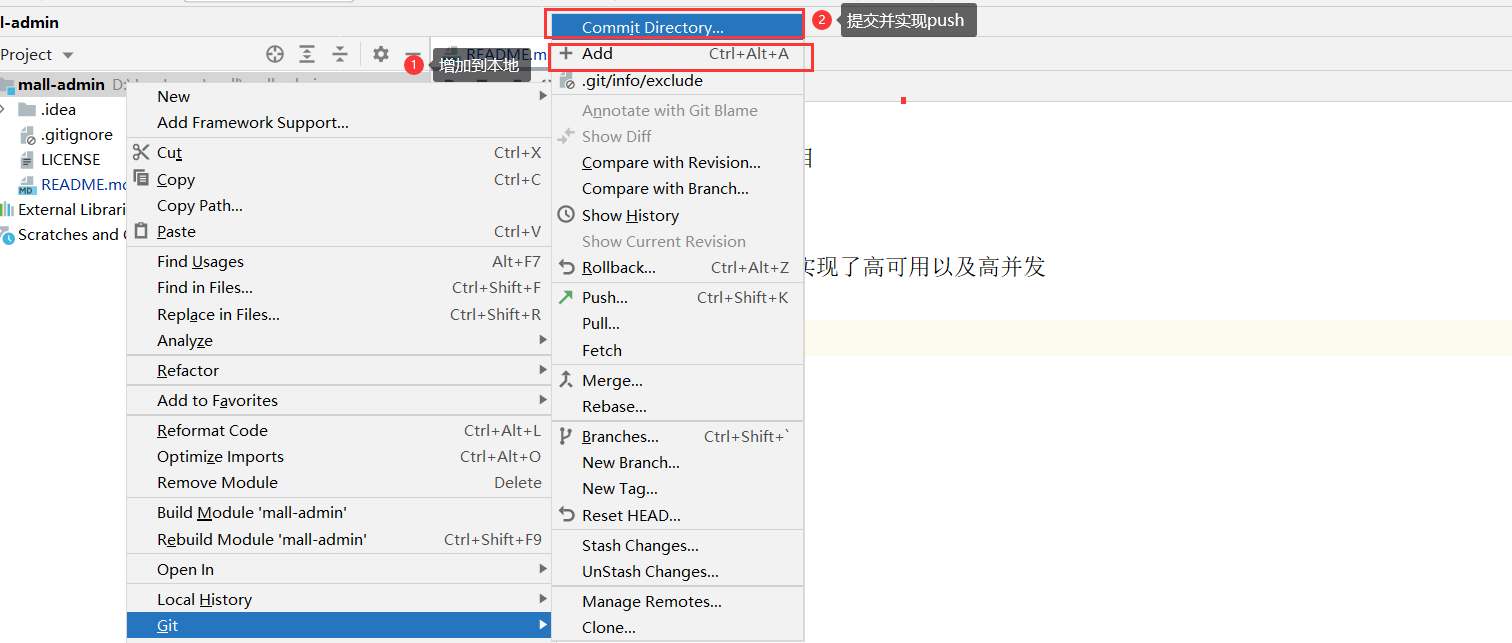 l-admin
Project
README.m
1 增加到本地
2 提交并实现push
mall-admin D:
.idea
.gitignore
LICENSE
README.md
External Librari
Scratches and
New
Add Framework Support...
Cut Ctrl+X
Copy Ctrl+C
Copy Path...
Paste Ctrl+V
Find Usages Alt+F7
Find in Files... Ctrl+Shift+F
Replace in Files... Ctrl+Shift+R
Analyze
Refactor
Add to Favorites
Reformat Code Ctrl+Alt+L
Optimize Imports Ctrl+Alt+O
Remove Module Delete
Build Module 'mall-admin'
Rebuild Module 'mall-admin' Ctrl+Shift+F9
Open In
Local History
Git
Commit Directory...
Add Ctrl+Alt+A
.git/info/exclude
Annotate with Git Blame
Show Diff
Compare with Revision...
Compare with Branch...
Show History
Show Current Revision
Rollback... Ctrl+Alt+Z
Push... Ctrl+Shift+K
Pull...
Fetch
Merge...
Rebase...
Branches... Ctrl+Shift+`
New Branch...
New Tag...
Reset HEAD...
Stash Changes...
UnStash Changes...
Manage Remotes...
Clone...
实现了高可用以及高并发